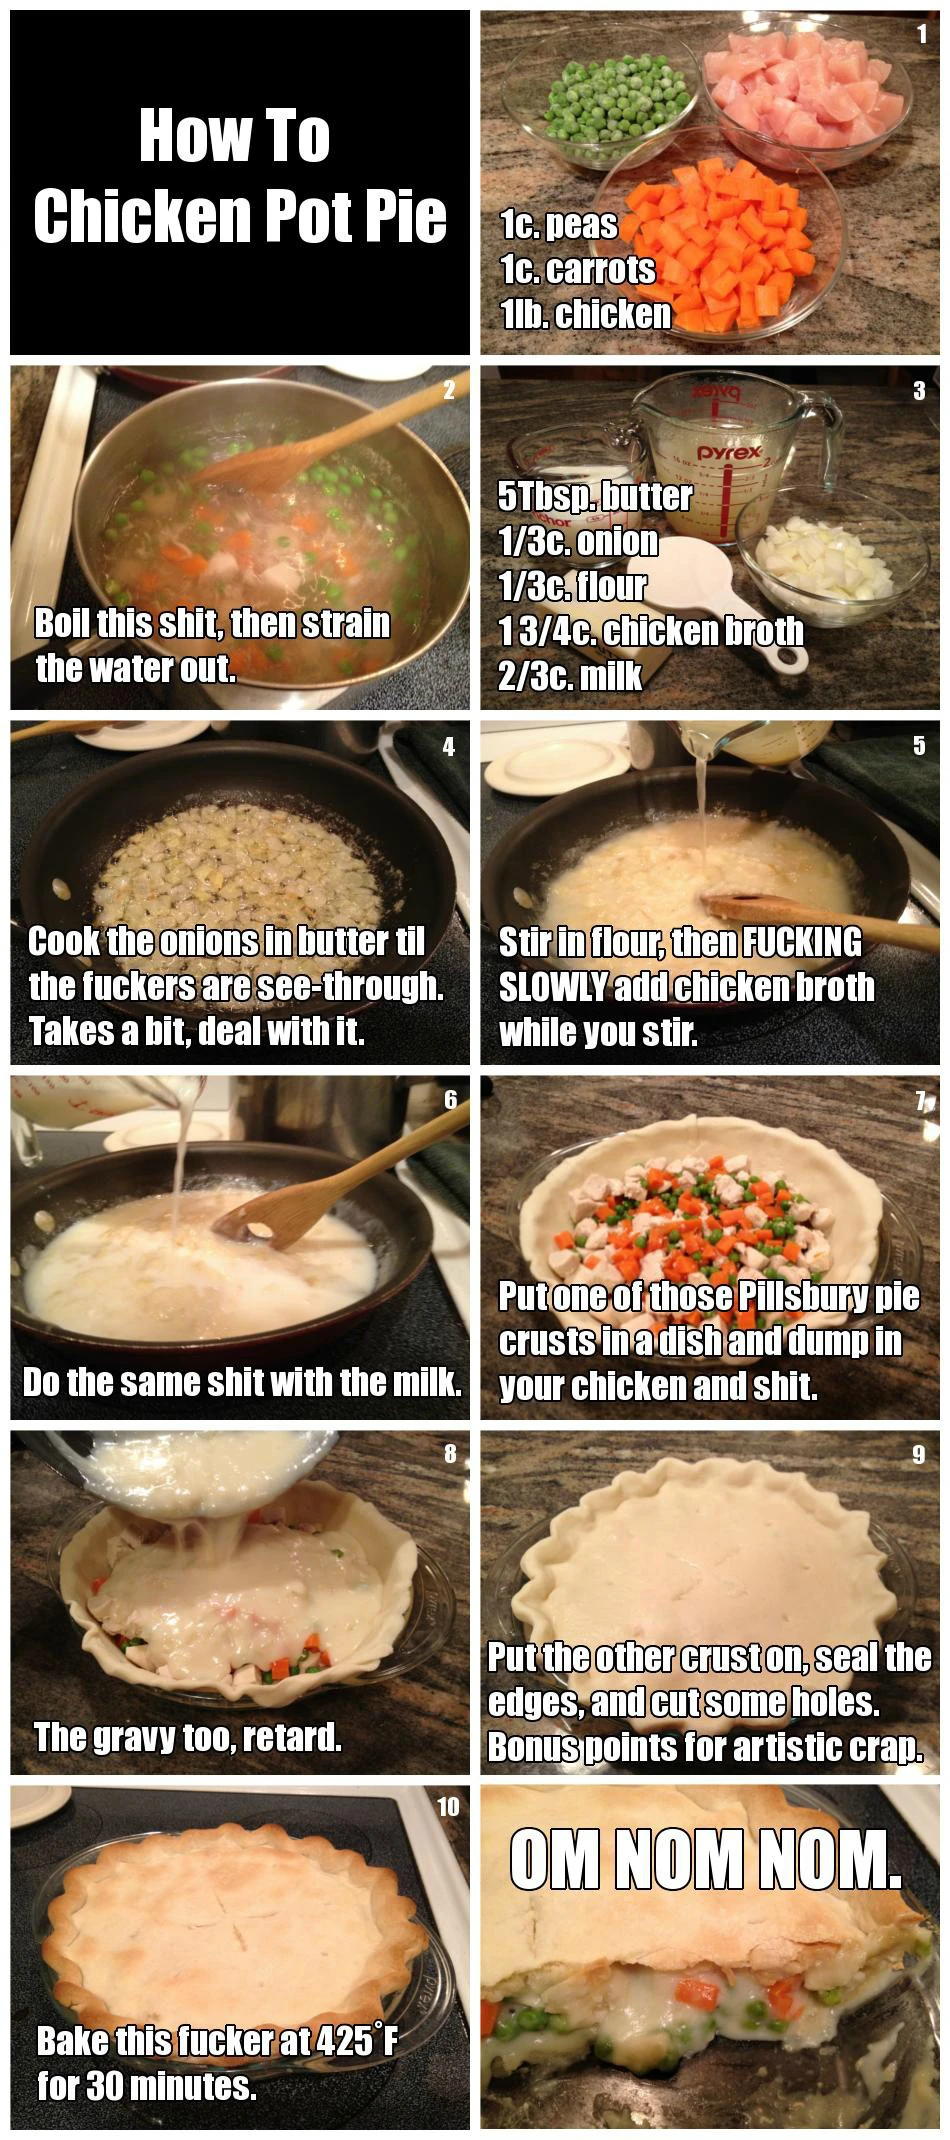 How To
Chicken Pot Pie
1
1c. peas
1c. carrots
1lb. chicken
2
Boil this shit, then strain
the water out.
3
pyrex
5Tbsp. butter
1/3c. onion
1/3c. flour
1 3/4c. chicken broth
2/3c. milk
4
Cook the onions in butter til
the fuckers are see-through.
Takes a bit, deal with it.
5
Stir in flour, then FUCKING
SLOWLY add chicken broth
while you stir.
6
Do the same shit with the milk.
7
Put one of those Pillsbury pie
crusts in a dish and dump in
your chicken and shit.
8
The gravy too, retard.
9
Put the other crust on, seal the
edges, and cut some holes.
Bonus points for artistic crap.
10
Bake this fucker at 425°F
for 30 minutes.
OM NOM NOM.